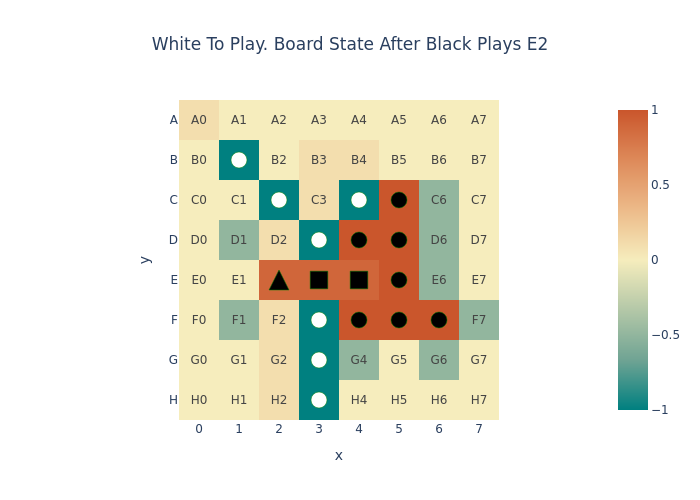 White To Play. Board State After Black Plays E2
A A0 A1 A2 A3 A4 A5 A6 A7
B B0 B2 B3 B4 B5 B6 B7
C C0 C1 C3 C6 C7
D D0 D1 D2 D6 D7
E E0 E1 E6 E7
F F0 F1 F2 F7
G G0 G1 G2 G4 G5 G6 G7
H H0 H1 H2 H4 H5 H6 H7
0 1 2 3 4 5 6 7
x
y
1
0.5
0
−0.5
−1